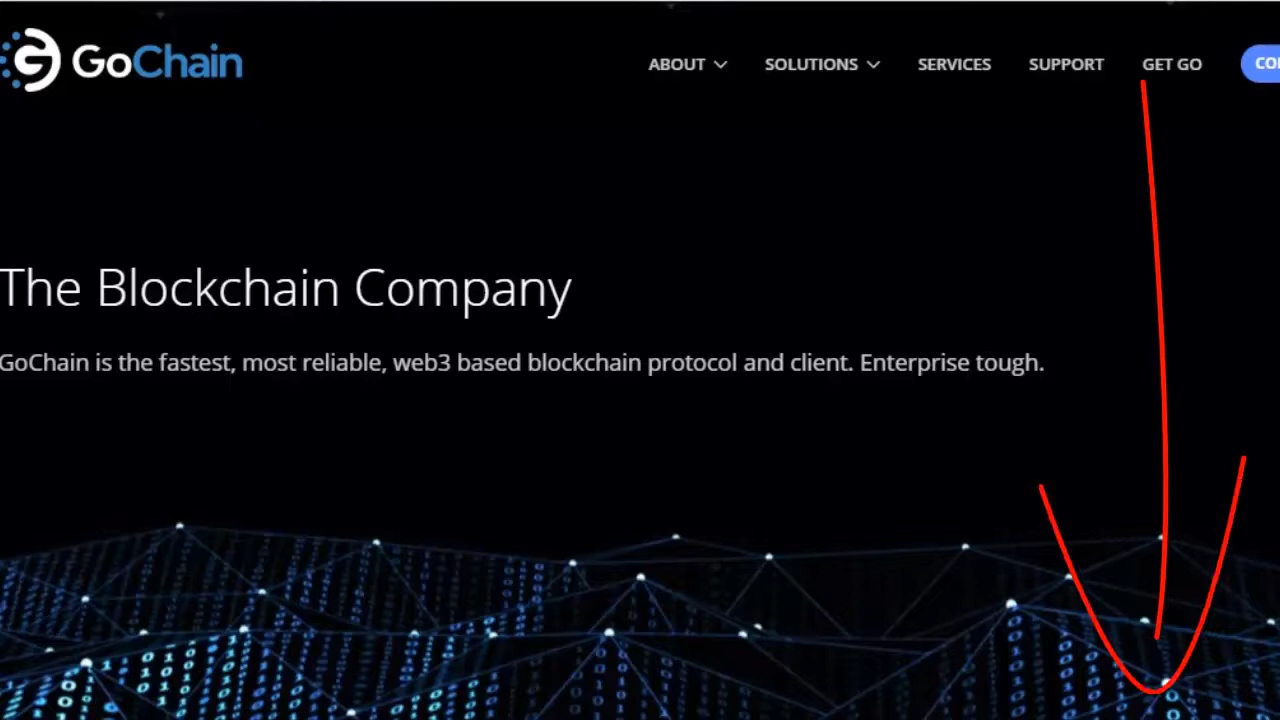 GoChain
ABOUT SOLUTIONS SERVICES SUPPORT GET GO
The Blockchain Company
GoChain is the fastest, most reliable, web3 based blockchain protocol and client. Enterprise tough.